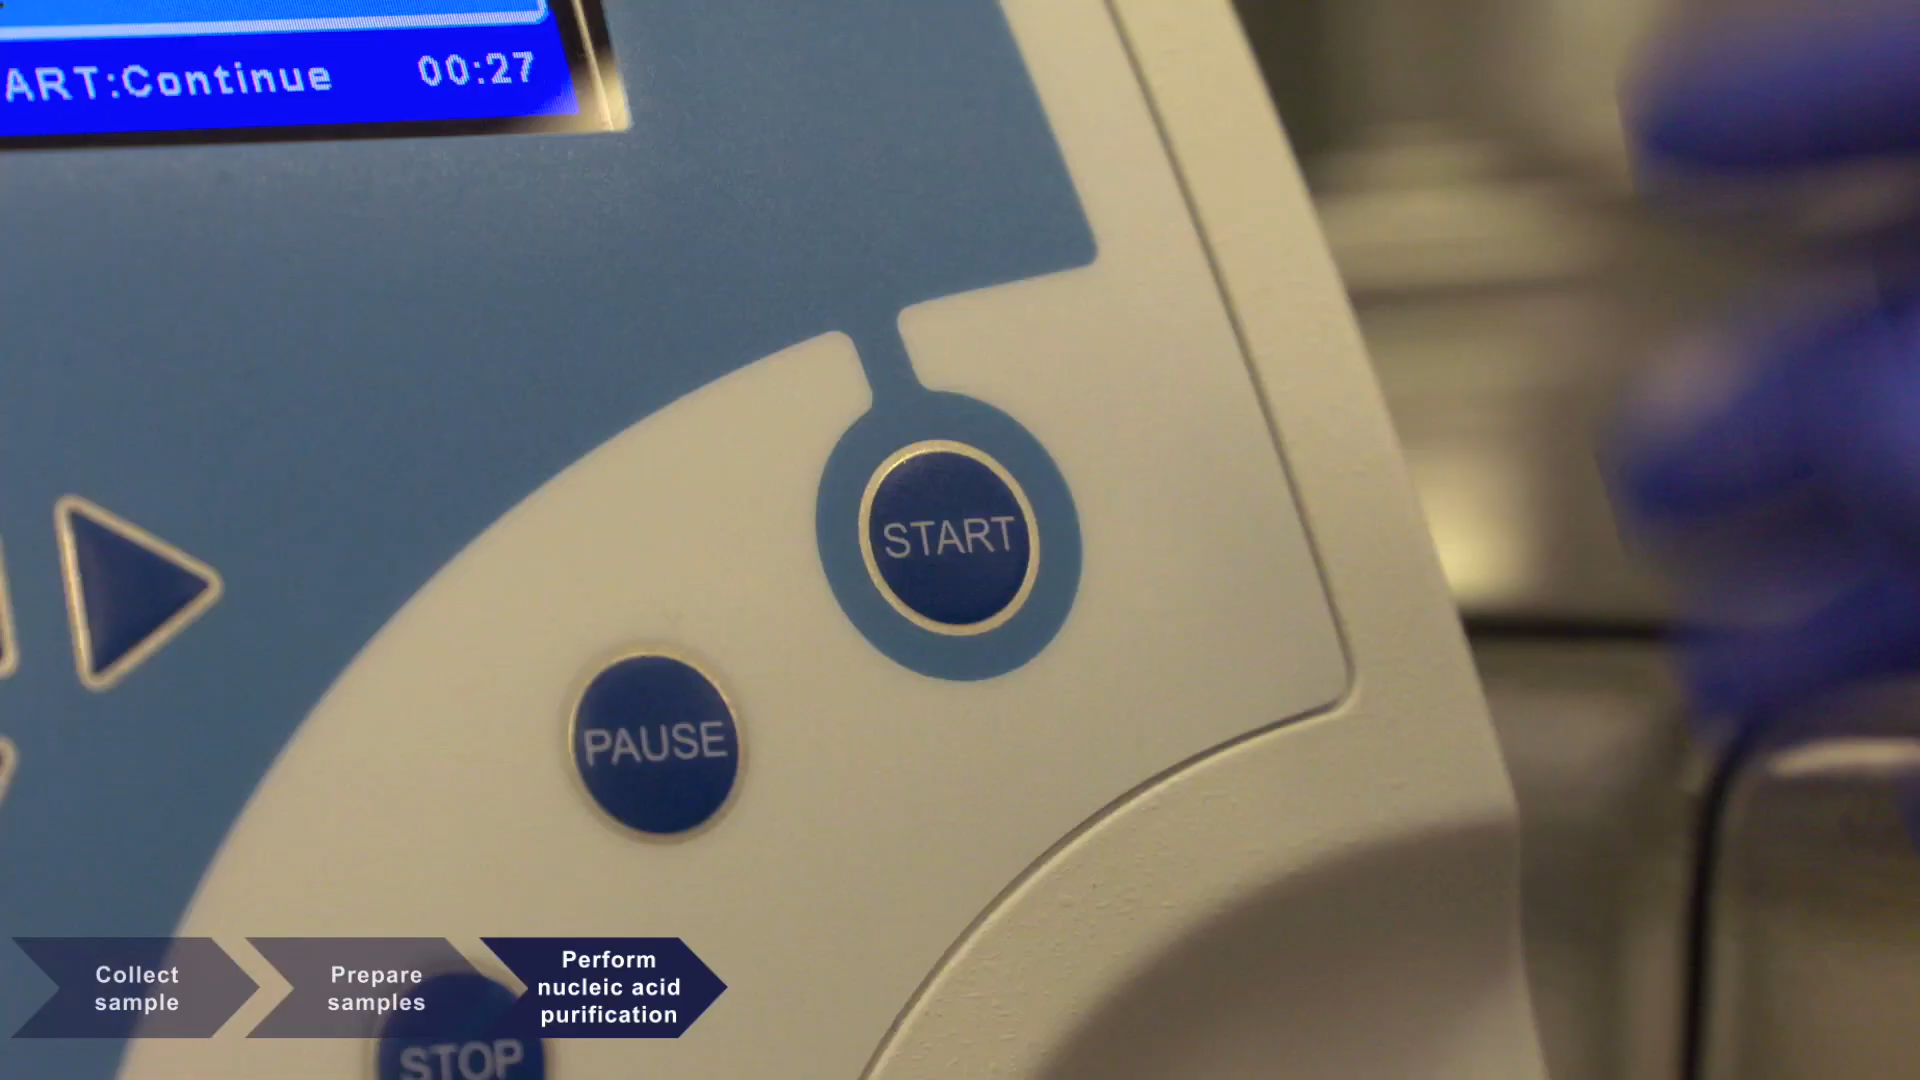 ART:Continue 00:27
START
PAUSE
STOP
Collect
sample
Prepare
samples
Perform
nucleic acid
purification